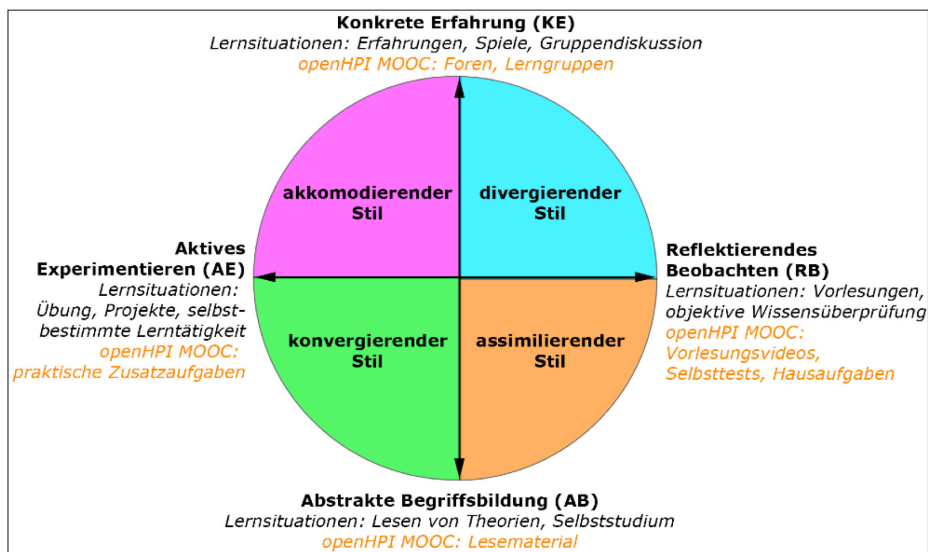 Konkrete Erfahrung (KE)
Lernsituationen: Erfahrungen, Spiele, Gruppendiskussion
openHPI MOOC: Foren, Lerngruppen
akkomodierender
Stil
divergierender
Stil
Aktives
Experimentieren (AE)
Lernsituationen:
Übung, Projekte, selbst-
bestimmte Lerntätigkeit
openHPI MOOC:
praktische Zusatzaufgaben
Reflektierendes
Beobachten (RB)
Lernsituationen: Vorlesungen,
objektive Wissensüberprüfung
openHPI MOOC:
Vorlesungsvideos,
Selbsttests, Hausaufgaben
konvergierender
Stil
assimilierender
Stil
Abstrakte Begriffsbildung (AB)
Lernsituationen: Lesen von Theorien, Selbststudium
openHPI MOOC: Lesematerial